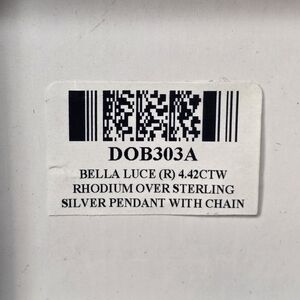 DOB303A
BELLA LUCE (R) 4.42CTW
RHODIUM OVER STERLING
SILVER PENDANT WITH CHAIN